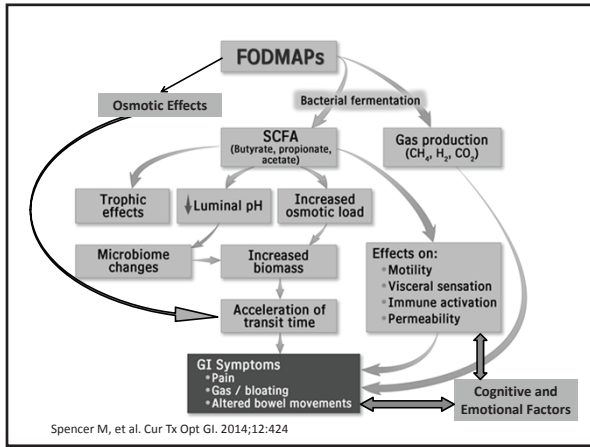 FODMAPs
Osmotic Effects
Bacterial fermentation
SCFA
(Butyrate, propionate,
acetate)
Gas production
(CH₄, H₂, CO₂)
Trophic
effects
↓Luminal pH
Increased
osmotic load
Microbiome
changes
Increased
biomass
Effects on:
• Motility
• Visceral sensation
• Immune activation
• Permeability
Acceleration of
transit time
GI Symptoms
• Pain
• Gas / bloating
• Altered bowel movements
Cognitive and
Emotional Factors
Spencer M, et al. Cur Tx Opt GI. 2014;12:424